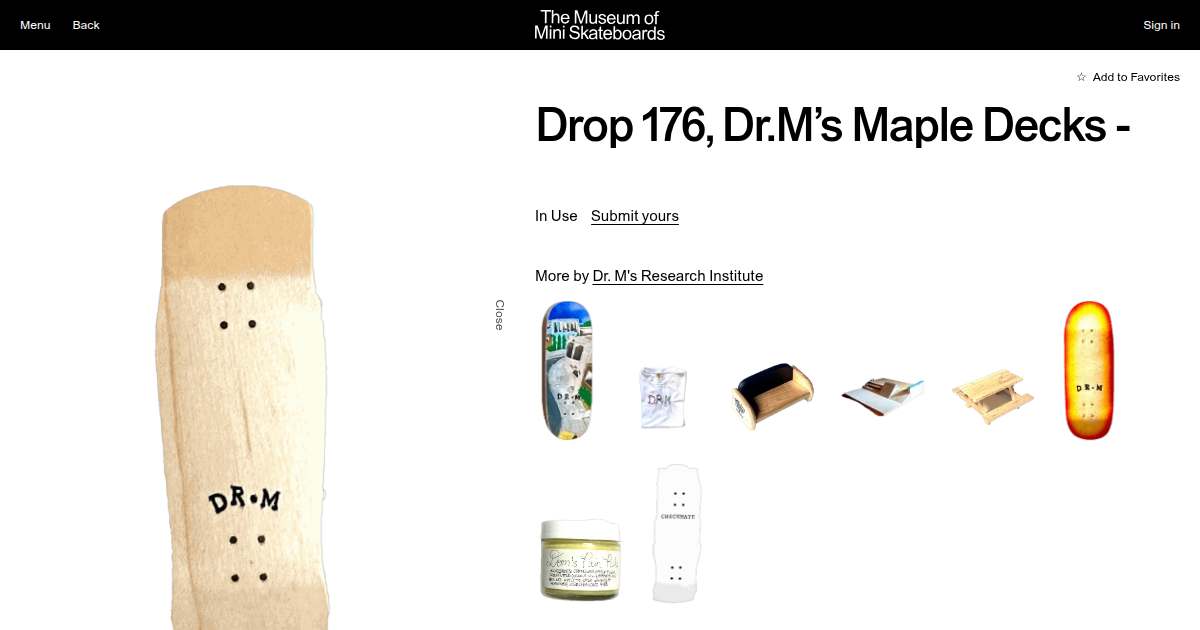 Menu
Back
The Museum of
Mini Skateboards
Sign in
☆ Add to Favorites
Drop 176, Dr.M’s Maple Decks -
In Use Submit yours
More by Dr. M's Research Institute
Close
DR•M
DR•M
DR•M
CHECKMATE
DR•M